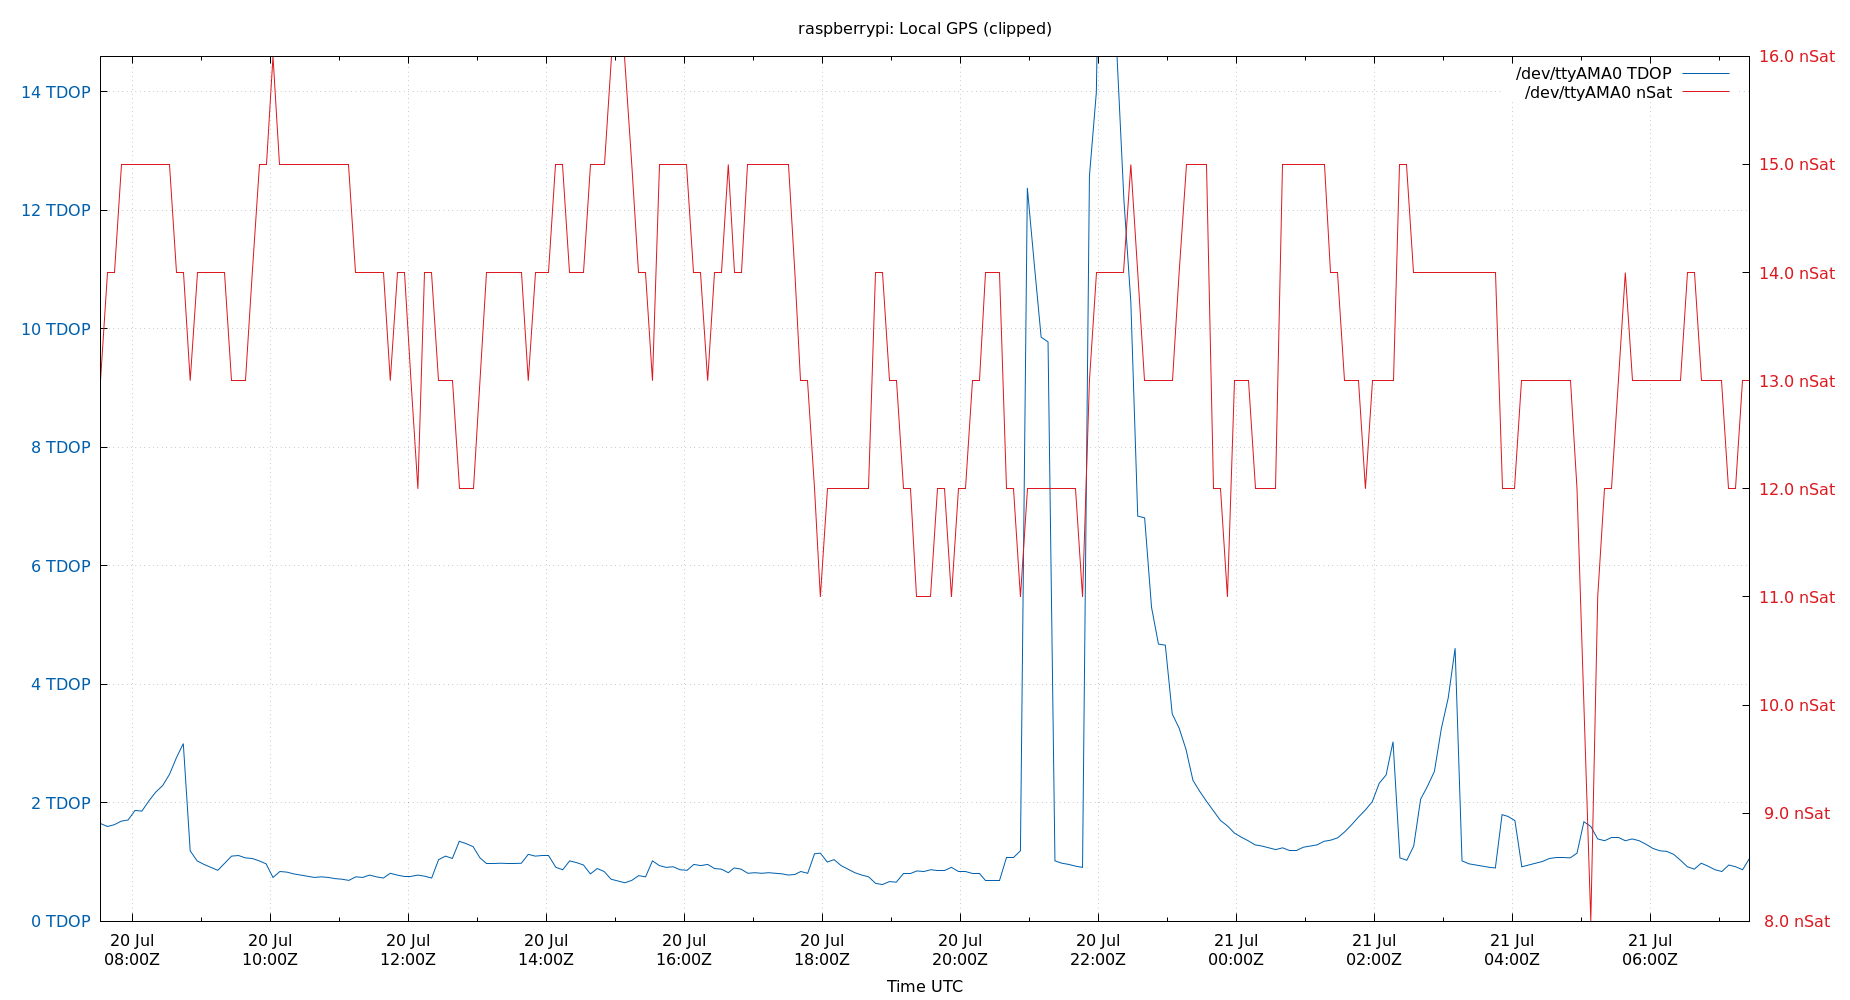 raspberrypi: Local GPS (clipped)
/dev/ttyAMA0 TDOP
/dev/ttyAMA0 nSat
14 TDOP
12 TDOP
10 TDOP
8 TDOP
6 TDOP
4 TDOP
2 TDOP
0 TDOP
16.0 nSat
15.0 nSat
14.0 nSat
13.0 nSat
12.0 nSat
11.0 nSat
10.0 nSat
9.0 nSat
8.0 nSat
20 Jul 20 Jul 20 Jul 20 Jul 20 Jul 20 Jul 20 Jul 20 Jul 21 Jul 21 Jul 21 Jul 21 Jul
08:00Z 10:00Z 12:00Z 14:00Z 16:00Z 18:00Z 20:00Z 22:00Z 00:00Z 02:00Z 04:00Z 06:00Z
Time UTC